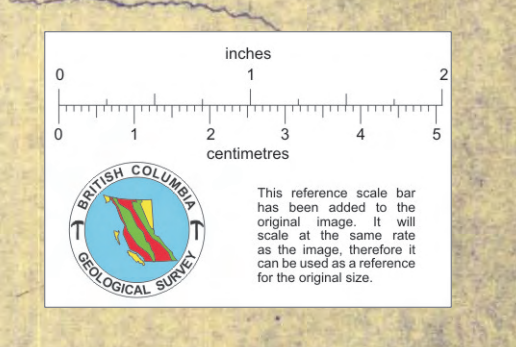 inches
0 1 2
0 1 2 3 4 5
centimetres
BRITISH COLUMBIA
GEOLOGICAL SURVEY
This reference scale bar
has been added to the
original image. It will
scale at the same rate
as the image, therefore it
can be used as a reference
for the original size.